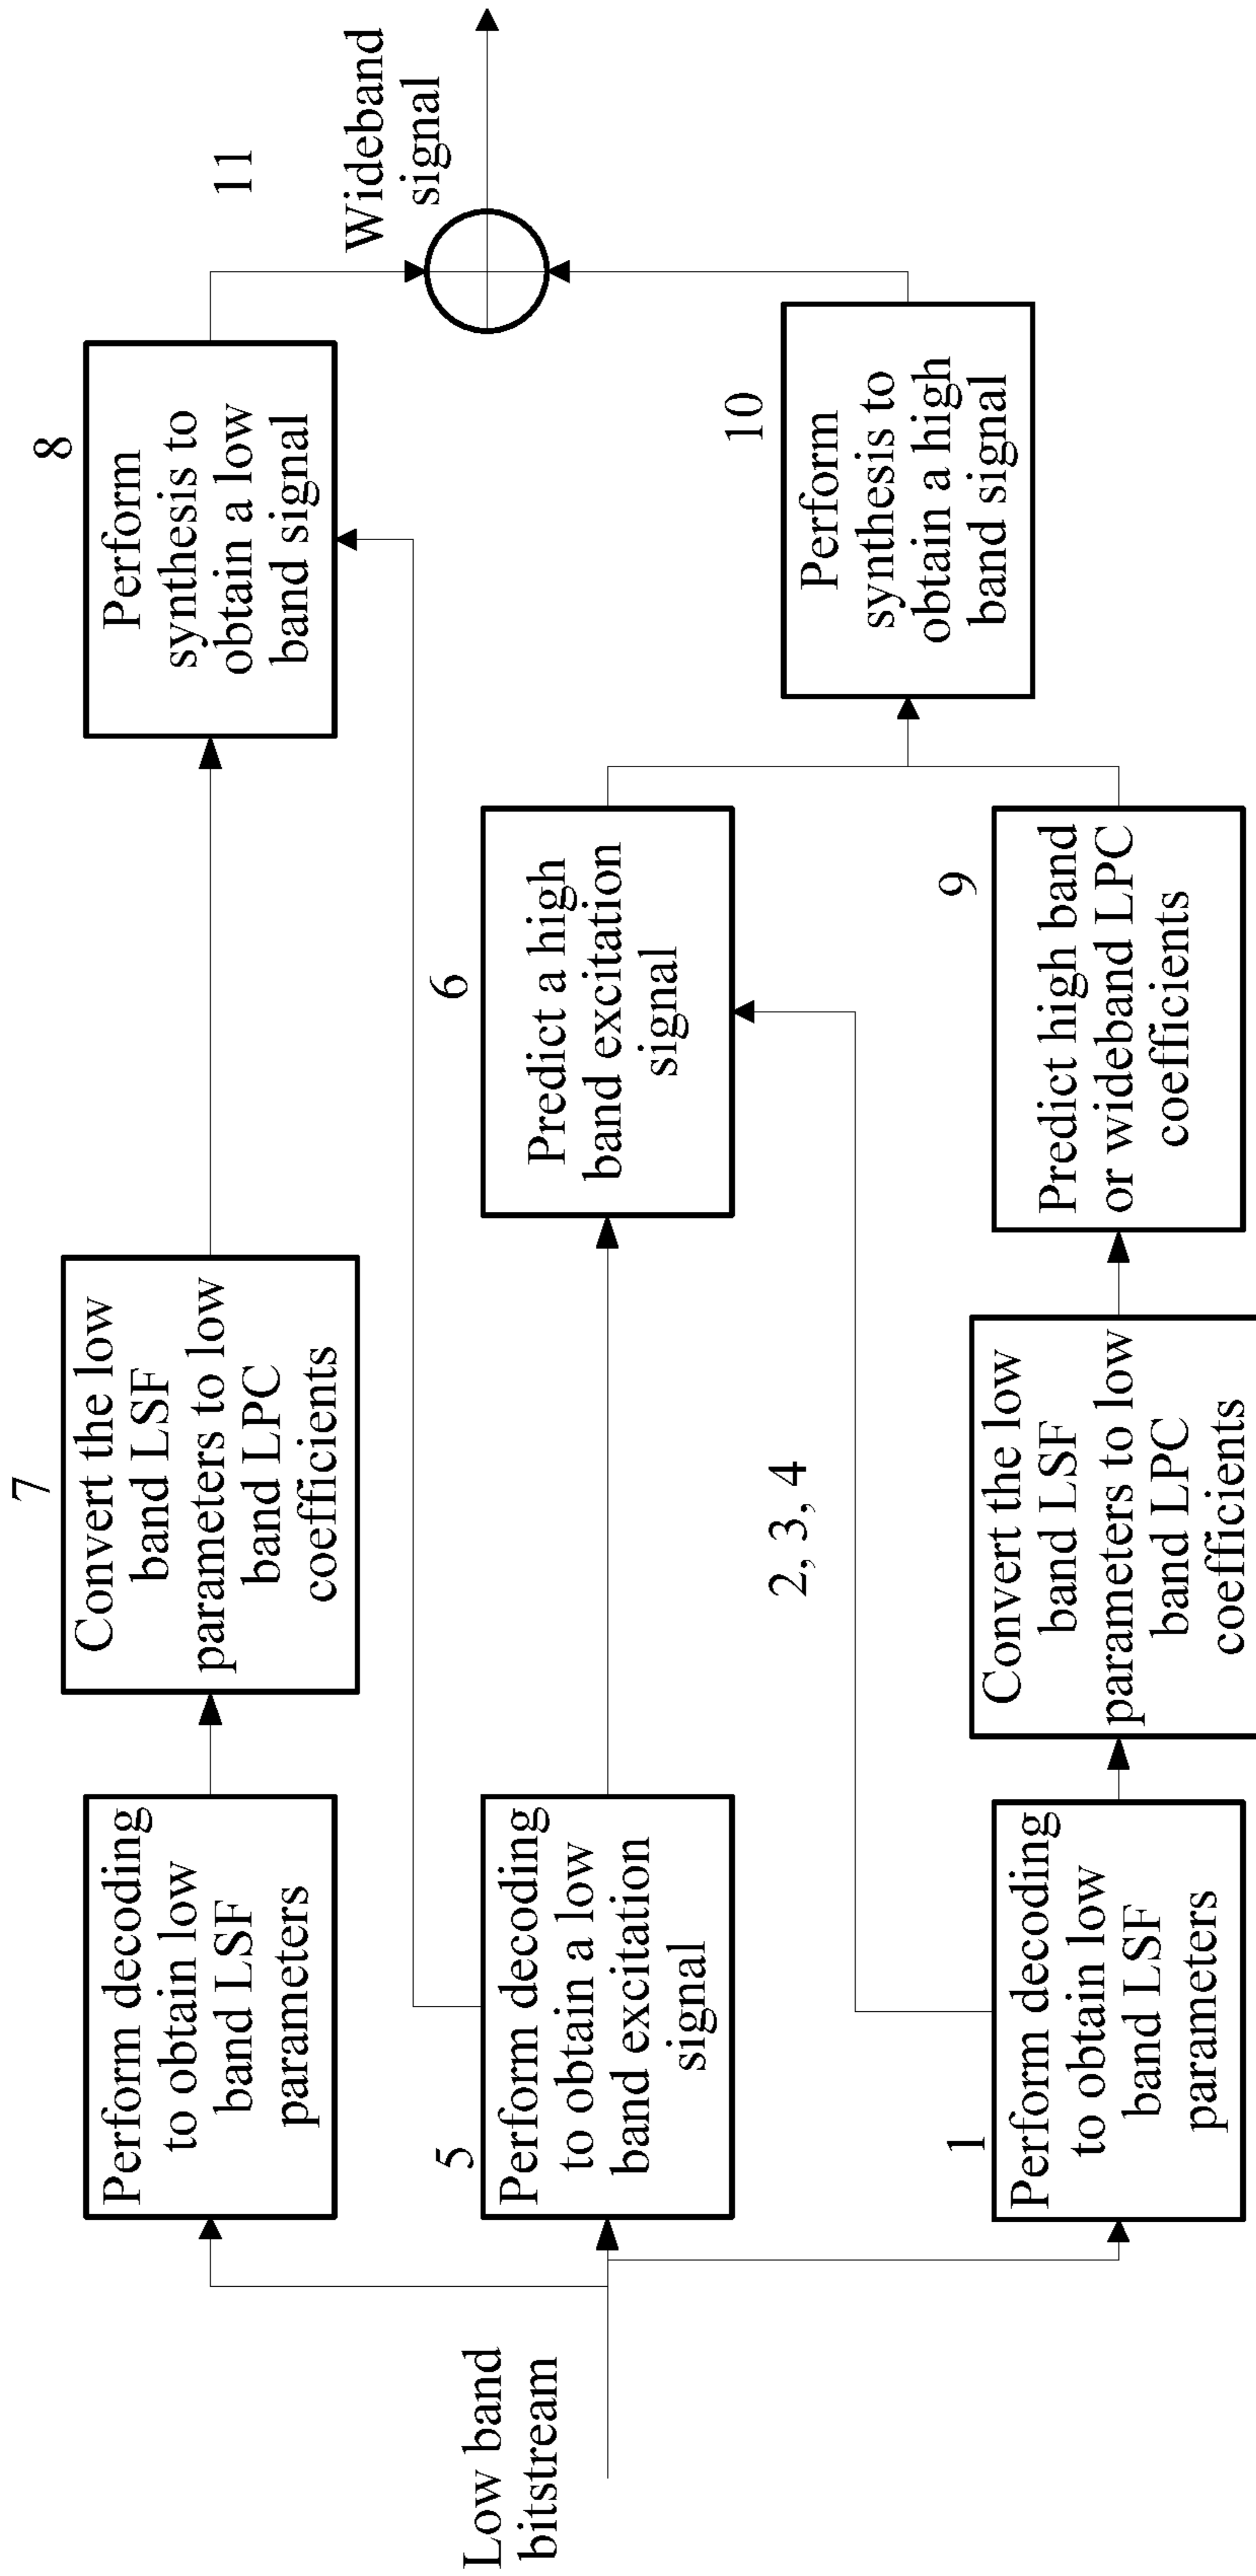 Low band
bitstream
Perform decoding
to obtain low
band LSF
parameters
7
Convert the low
band LSF
parameters to low
band LPC
coefficients
8
Perform
synthesis to
obtain a low
band signal
11
Wideband
signal
5
Perform decoding
to obtain a low
band excitation
signal
6
Predict a high
band excitation
signal
2, 3, 4
10
Perform
synthesis to
obtain a high
band signal
1
Perform decoding
to obtain low
band LSF
parameters
Convert the low
band LSF
parameters to low
band LPC
coefficients
9
Predict high band
or wideband LPC
coefficients